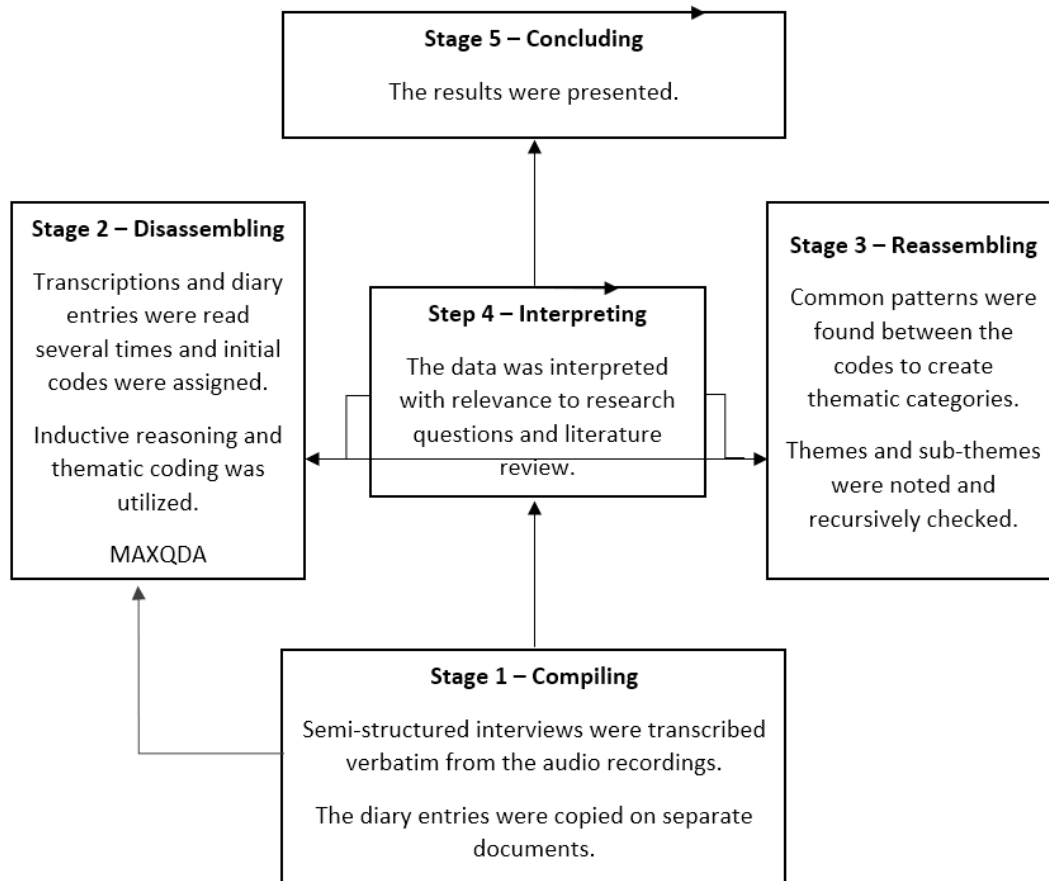 Stage 5 – Concluding
The results were presented.
Stage 2 – Disassembling
Transcriptions and diary
entries were read
several times and initial
codes were assigned.
Inductive reasoning and
thematic coding was
utilized.
MAXQDA
Step 4 – Interpreting
The data was interpreted
with relevance to research
questions and literature
review.
Stage 3 – Reassembling
Common patterns were
found between the
codes to create
thematic categories.
Themes and sub-themes
were noted and
recursively checked.
Stage 1 – Compiling
Semi-structured interviews were transcribed
verbatim from the audio recordings.
The diary entries were copied on separate
documents.